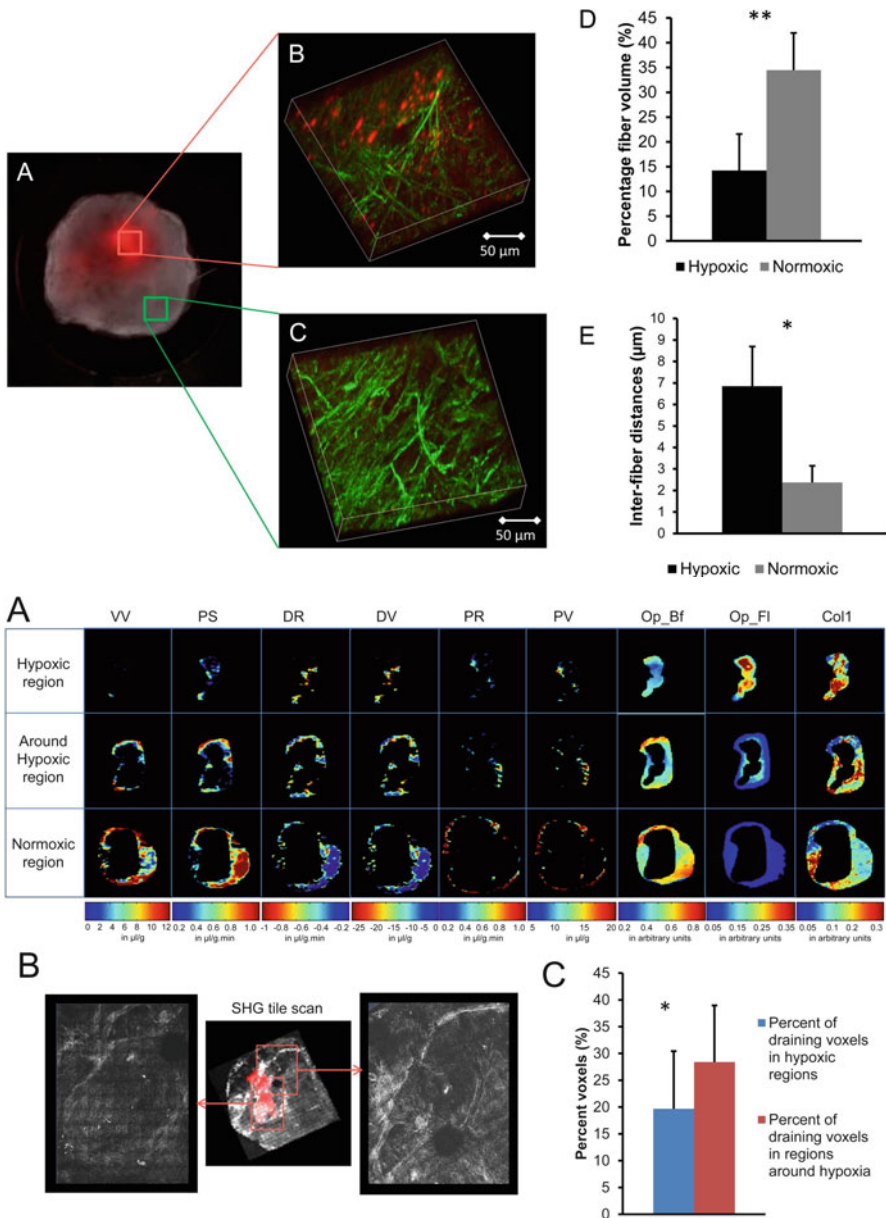 A
B
50 µm
C
50 µm
D
**
Percentage fiber volume (%)
45
40
35
30
25
20
15
10
5
0
Hypoxic Normoxic
E
*
Inter-fiber distances (µm)
10
9
8
7
6
5
4
3
2
1
0
Hypoxic Normoxic
A
VV PS DR DV PR PV Op_Bf Op_Fl Col1
Hypoxic
region
Around
Hypoxic
region
Normoxic
region
0 2 4 6 8 10 12
in µl/g
0.2 0.4 0.6 0.8 1.0
in µl/g.min
-1 -0.8 -0.6 -0.4 -0.2
in µl/g.min
-25 -20 -15 -10 -5 0
in µl/g
0.2 0.4 0.6 0.8 1.0
in µl/g.min
5 10 15 20
in µl/g
0.2 0.4 0.6 0.8
in arbitrary units
0.05 0.15 0.25 0.35
in arbitrary units
0.05 0.1 0.2 0.3
in arbitrary units
B
SHG tile scan
C
*
Percent voxels (%)
45
40
35
30
25
20
15
10
5
0
Percent of
draining voxels
in hypoxic
regions
Percent of
draining voxels
in regions
around hypoxia